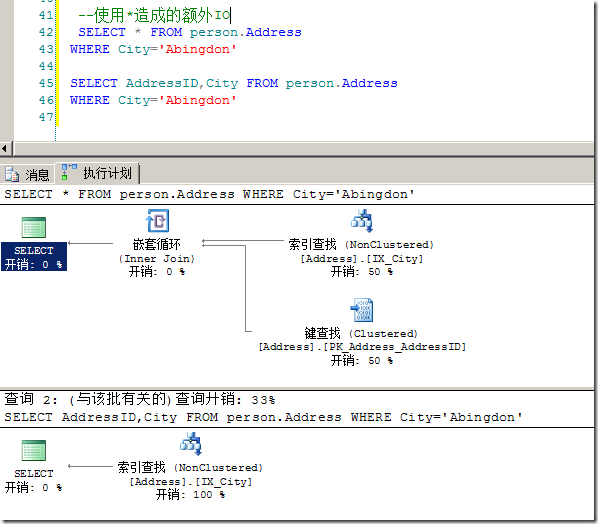 41 --使用*造成的额外IO
42 SELECT * FROM person.Address
43 WHERE City='Abingdon'
44
45 SELECT AddressID,City FROM person.Address
46 WHERE City='Abingdon'
47
消息 执行计划
SELECT * FROM person.Address WHERE City='Abingdon'
SELECT
开销: 0 %
嵌套循环
(Inner Join)
开销: 0 %
索引查找 (NonClustered)
[Address].[IX_City]
开销: 50 %
键查找 (Clustered)
[Address].[PK_Address_AddressID]
开销: 50 %
查询 2: (与该批有关的)查询开销: 33%
SELECT AddressID,City FROM person.Address WHERE City='Abingdon'
SELECT
开销: 0 %
索引查找 (NonClustered)
[Address].[IX_City]
开销: 100 %